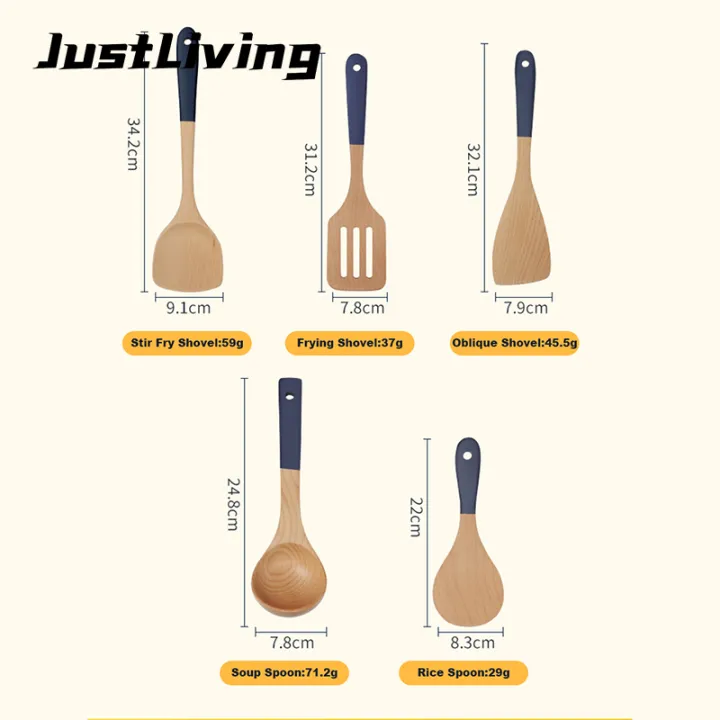 JustLiving
34.2cm
31.2cm
32.1cm
9.1cm
7.8cm
7.9cm
Stir Fry Shovel:59g
Frying Shovel:37g
Oblique Shovel:45.5g
24.8cm
22cm
7.8cm
8.3cm
Soup Spoon:71.2g
Rice Spoon:29g